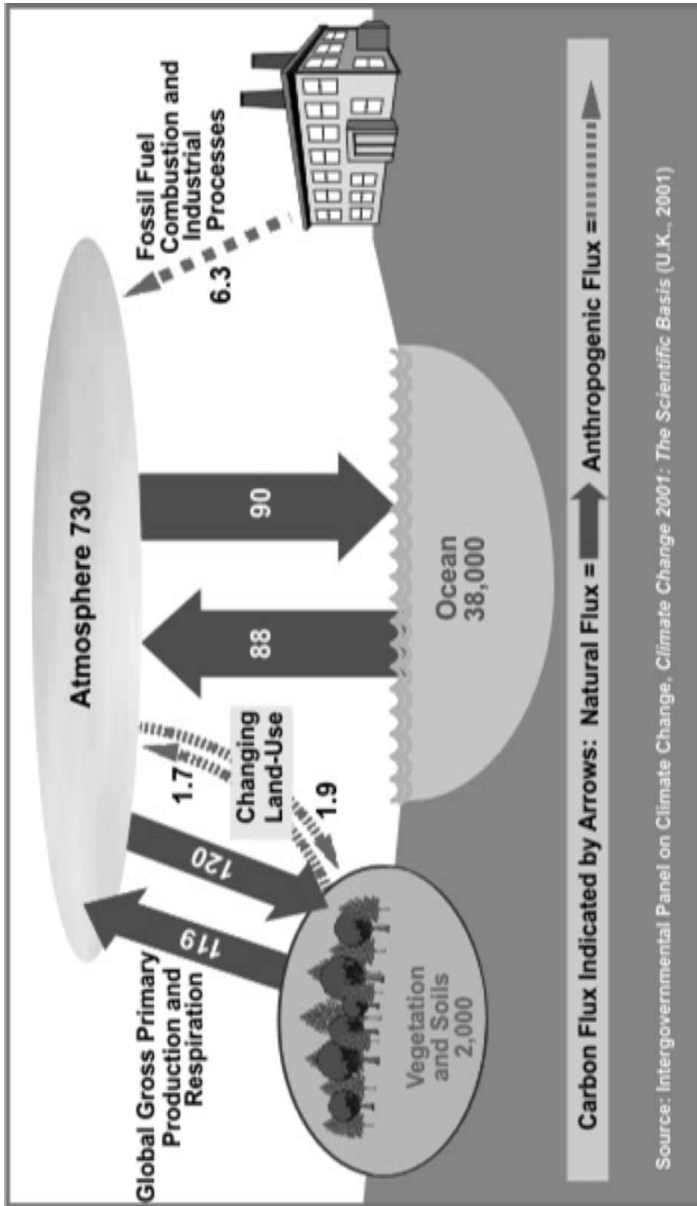 Atmosphere 730
Global Gross Primary
Production and
Respiration
119
120
1.7
Changing
Land-Use
1.9
88
90
Fossil Fuel
Combustion and
Industrial
Processes
6.3
Vegetation
and Soils
2,000
Ocean
38,000
Carbon Flux Indicated by Arrows: Natural Flux = Anthropogenic Flux =
Source: Intergovernmental Panel on Climate Change, Climate Change 2001: The Scientific Basis (U.K., 2001)